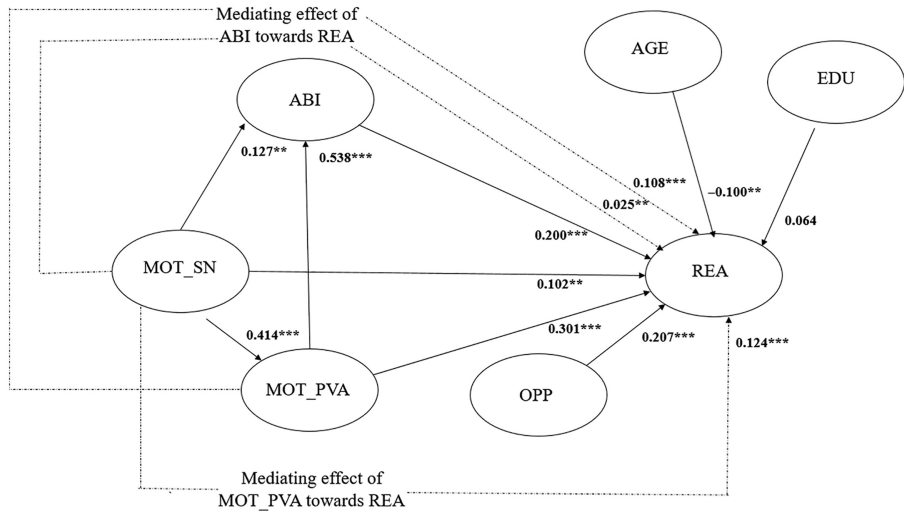 Mediating effect of
ABI towards REA
AGE
EDU
ABI
0.127**
0.538***
0.108***
–0.100**
0.025**
0.064
0.200***
MOT_SN
REA
0.102**
0.414***
0.301***
0.207***
0.124***
MOT_PVA
OPP
Mediating effect of
MOT_PVA towards REA